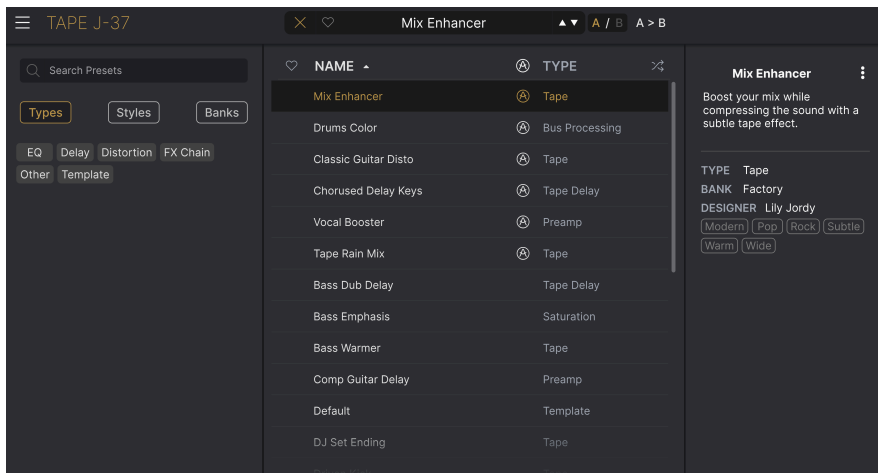 TAPE J-37
Mix Enhancer
A / B
A > B
Search Presets
Types
Styles
Banks
EQ
Delay
Distortion
FX Chain
Other
Template
NAME
TYPE
Mix Enhancer Tape
Drums Color Bus Processing
Classic Guitar Disto Tape
Chorused Delay Keys Tape Delay
Vocal Booster Preamp
Tape Rain Mix Tape
Bass Dub Delay Tape Delay
Bass Emphasis Saturation
Bass Warmer Tape
Comp Guitar Delay Preamp
Default Template
DJ Set Ending Tape
Mix Enhancer
Boost your mix while
compressing the sound with a
subtle tape effect.
TYPE Tape
BANK Factory
DESIGNER Lily Jordy
Modern Pop Rock Subtle
Warm Wide